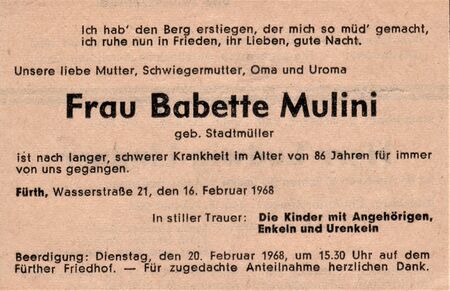 Ich hab' den Berg erstiegen, der mich so müd' gemacht,
ich ruhe nun in Frieden, ihr Lieben, gute Nacht.
Unsere liebe Mutter, Schwiegermutter, Oma und Uroma
Frau Babette Mulini
geb. Stadtmüller
ist nach langer, schwerer Krankheit im Alter von 86 Jahren für immer
von uns gegangen.
Fürth, Wasserstraße 21, den 16. Februar 1968
In stiller Trauer: Die Kinder mit Angehörigen,
Enkeln und Urenkeln
Beerdigung: Dienstag, den 20. Februar 1968, um 15.30 Uhr auf dem
Fürther Friedhof. — Für zugedachte Anteilnahme herzlichen Dank.